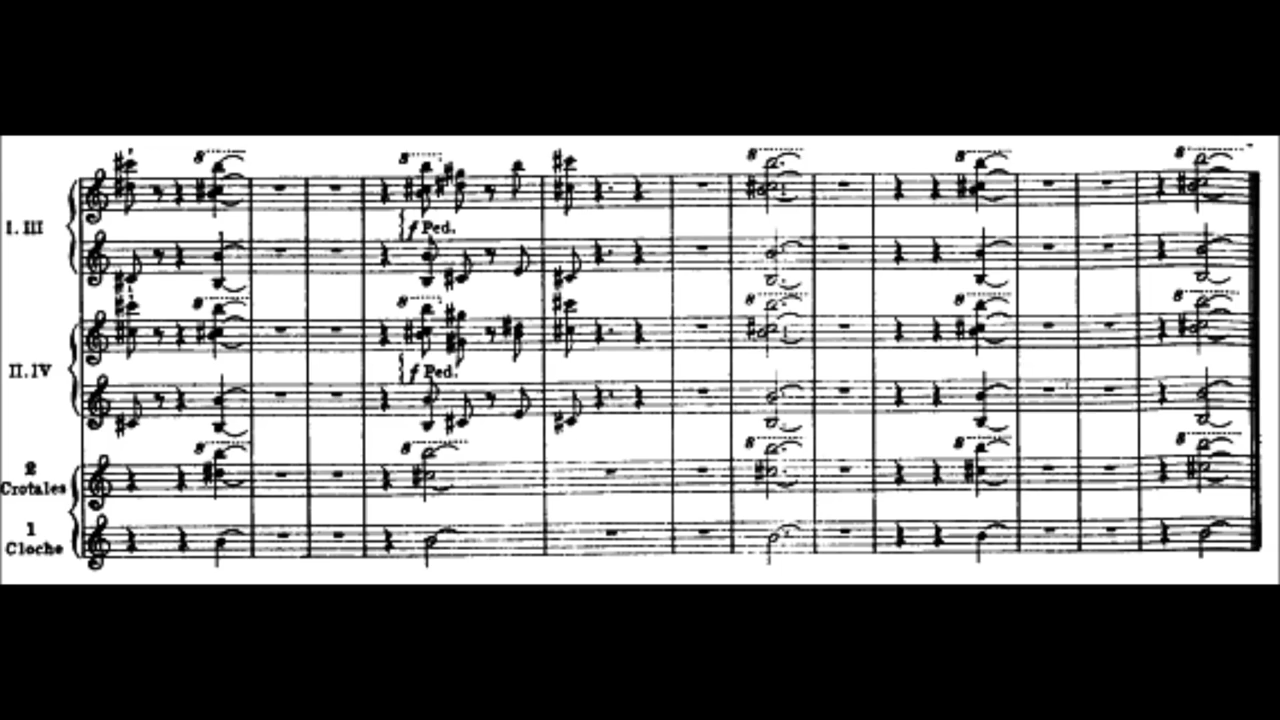 8 8 8 8 8
I. III
f Ped.
8 8 8 8 8
II. IV
f Ped.
8 8 8 8 8
2
Crotales
1
Cloche